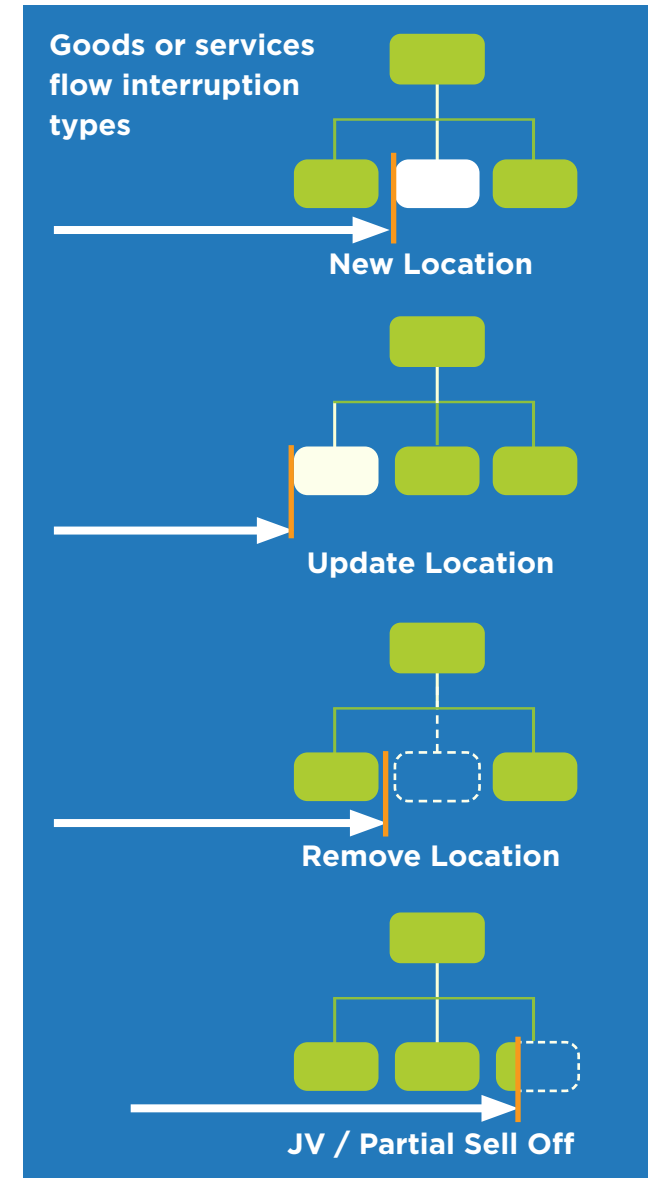 Goods or services
flow interruption
types
New Location
Update Location
Remove Location
JV / Partial Sell Off